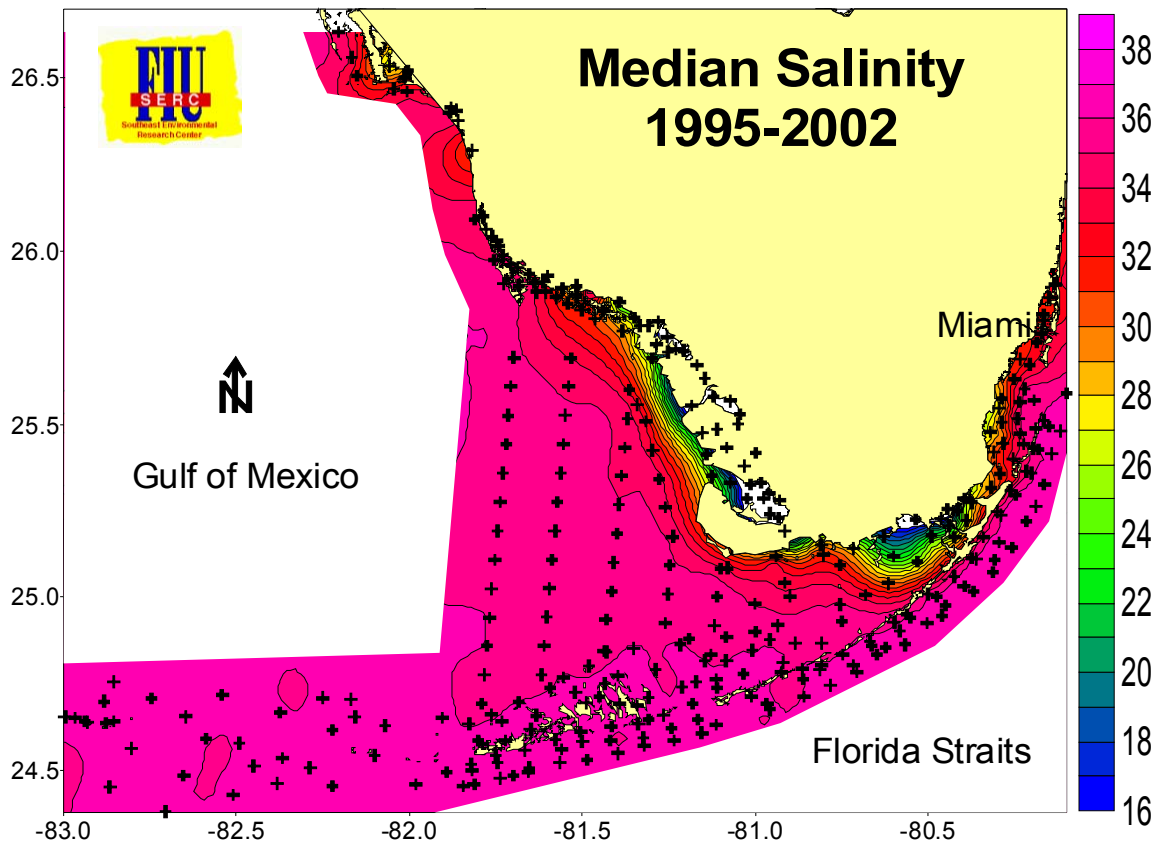 FIU
SERC
Southeast Environmental
Research Center
Median Salinity
1995-2002
Miami
N
Gulf of Mexico
Florida Straits
26.5
26.0
25.5
25.0
24.5
-83.0
-82.5
-82.0
-81.5
-81.0
-80.5
38
36
34
32
30
28
26
24
22
20
18
16